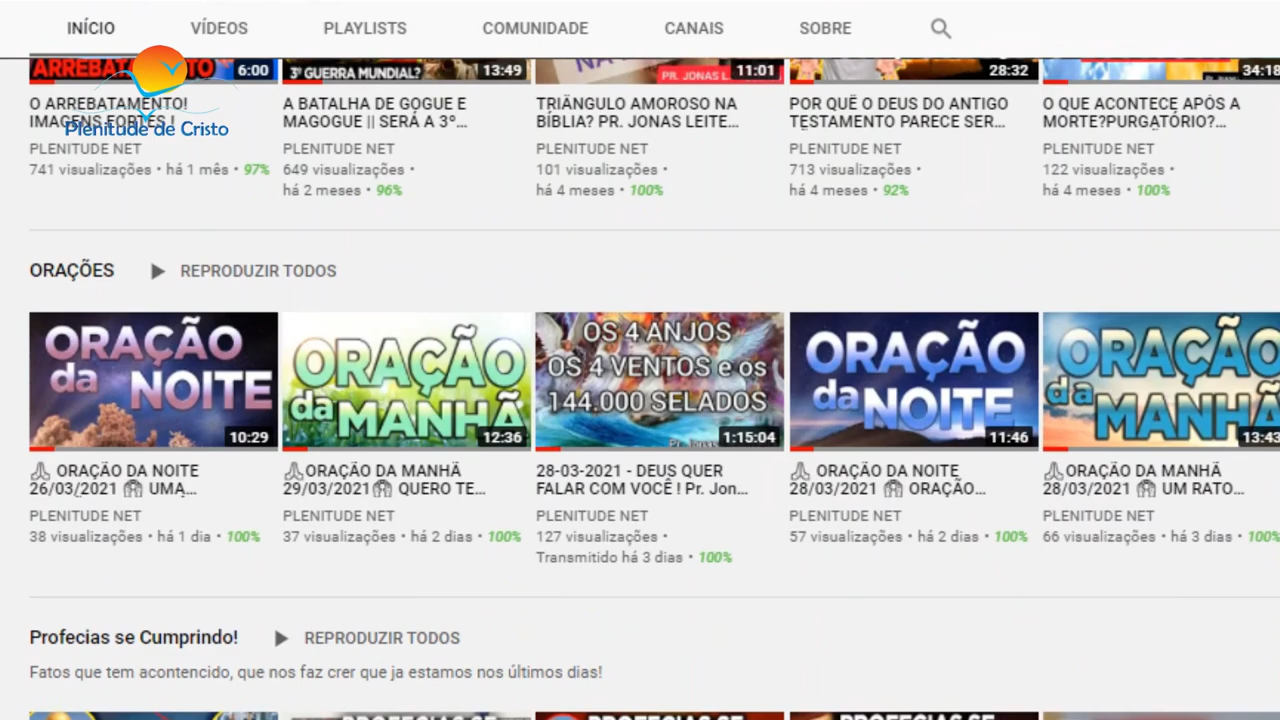 INÍCIO VÍDEOS PLAYLISTS COMUNIDADE CANAIS SOBRE
ARREBATAMENTO 6:00
3ª GUERRA MUNDIAL? 13:49
PR. JONAS L 11:01
28:32
34:18
O ARREBATAMENTO!
IMAGENS FORTES !
Plenitude de Cristo
PLENITUDE NET
741 visualizações • há 1 mês • 97%
A BATALHA DE GOGUE E
MAGOGUE || SERÁ A 3º...
PLENITUDE NET
649 visualizações •
há 2 meses • 96%
TRIÂNGULO AMOROSO NA
BÍBLIA? PR. JONAS LEITE...
PLENITUDE NET
101 visualizações •
há 4 meses • 100%
POR QUÊ O DEUS DO ANTIGO
TESTAMENTO PARECE SER...
PLENITUDE NET
713 visualizações •
há 4 meses • 92%
O QUE ACONTECE APÓS A
MORTE?PURGATÓRIO?...
PLENITUDE NET
122 visualizações •
há 4 meses • 100%
ORAÇÕES REPRODUZIR TODOS
ORAÇÃO
da NOITE
10:29
ORAÇÃO
da MANHÃ
12:36
OS 4 ANJOS
OS 4 VENTOS e os
144.000 SELADOS
Pr. Jonas
1:15:04
ORAÇÃO
da NOITE
11:46
ORAÇÃO
da MANHÃ
13:43
ORAÇÃO DA NOITE
26/03/2021 UMA...
PLENITUDE NET
38 visualizações • há 1 dia • 100%
ORAÇÃO DA MANHÃ
29/03/2021 QUERO TE...
PLENITUDE NET
37 visualizações • há 2 dias • 100%
28-03-2021 - DEUS QUER
FALAR COM VOCÊ ! Pr. Jon...
PLENITUDE NET
127 visualizações •
Transmitido há 3 dias • 100%
ORAÇÃO DA NOITE
28/03/2021 ORAÇÃO...
PLENITUDE NET
57 visualizações • há 2 dias • 100%
ORAÇÃO DA MANHÃ
28/03/2021 UM RATO...
PLENITUDE NET
66 visualizações • há 3 dias • 100%
Profecias se Cumprindo! REPRODUZIR TODOS
Fatos que tem acontencido, que nos faz crer que ja estamos nos últimos dias!
PROFECIAS SE
PROFECIAS SE
PROFECIAS SE